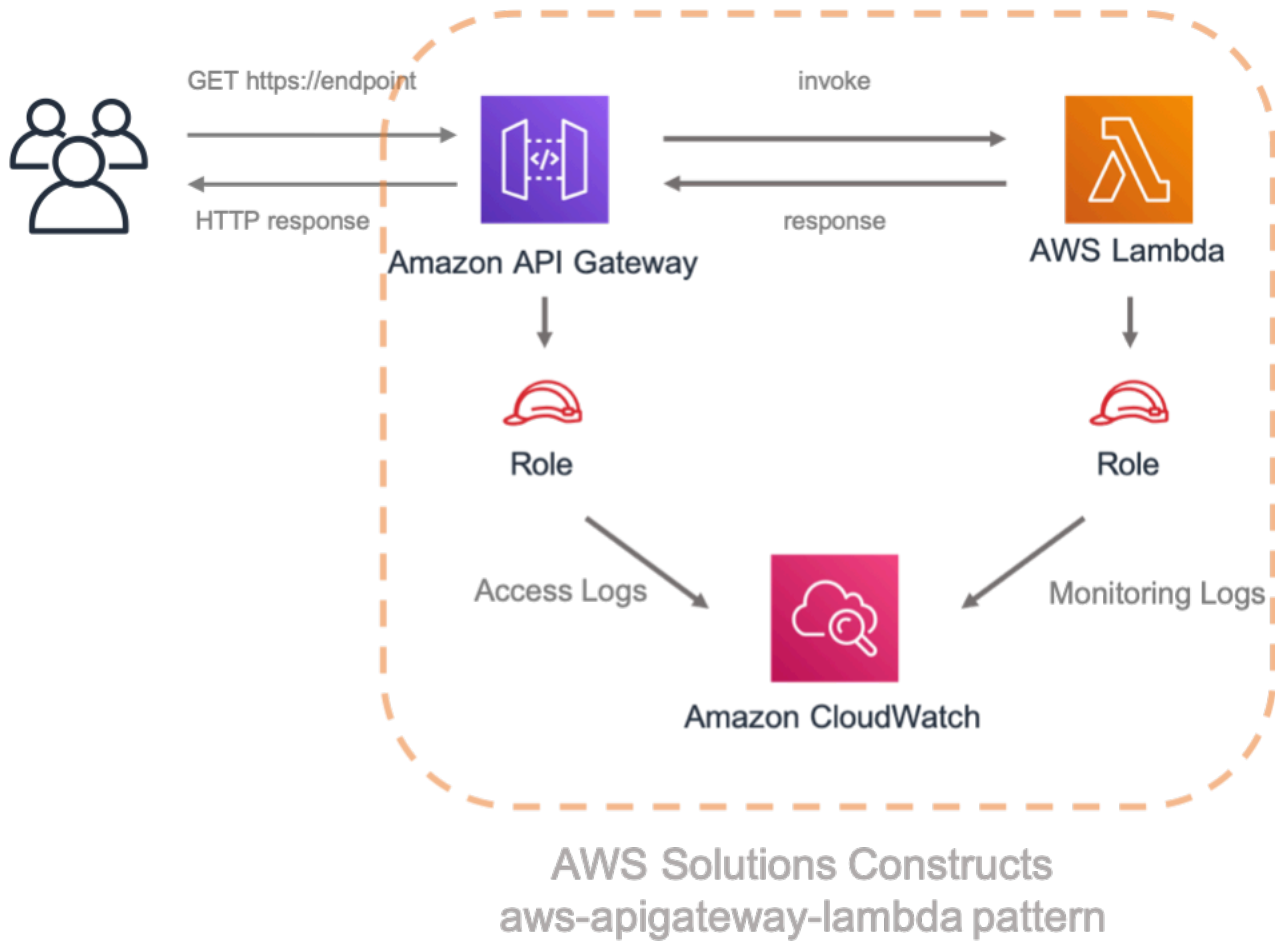 GET https://endpoint
invoke
HTTP response
response
</>
Amazon API Gateway
AWS Lambda
Role
Role
Access Logs
Monitoring Logs
Amazon CloudWatch
AWS Solutions Constructs
aws-apigateway-lambda pattern